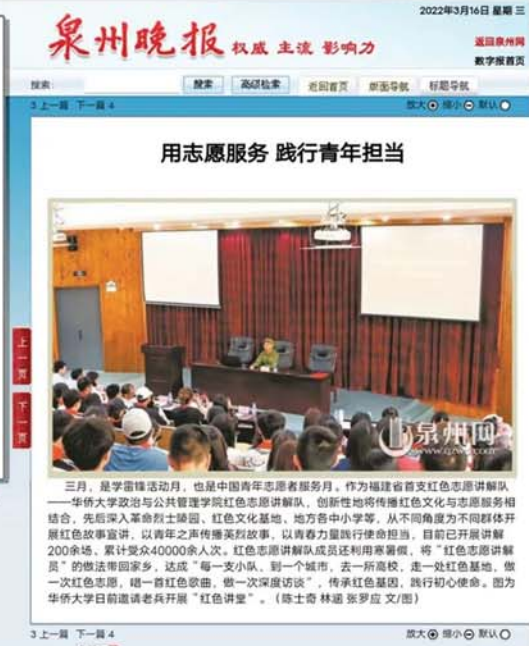 2022年3月16日 星期 三
泉州晚报 权威 主流 影响力
返回泉州网
数字报首页
搜索:
搜索
高级检索
返回首页
版面导航
标题导航
3 上一篇 下一篇 4
放大 缩小 默认
用志愿服务 践行青年担当
上一页
下一页
泉州网
三月,是学雷锋活动月,也是中国青年志愿者服务月。作为福建省首支红色志愿讲解队
——华侨大学政治与公共管理学院红色志愿讲解队,创新性地将传播红色文化与志愿服务相
结合,先后深入革命烈士陵园、红色文化基地、地方各中小学等,从不同角度为不同群体开
展红色故事宣讲,以青年之声传播英烈故事,以青春力量践行使命担当,目前已开展讲解
200余场,累计受众40000余人次。红色志愿讲解队成员还利用寒暑假,将“红色志愿讲解
员”的做法带回家乡,达成“每一支小队、到一个城市,去一所高校,走一处红色基地,做
一次红色志愿,唱一首红色歌曲,做一次深度访谈”,传承红色基因,践行初心使命。图为
华侨大学日前邀请老兵开展“红色讲堂”。(陈士奇 林涵 张罗应 文/图)
3 上一篇 下一篇 4
放大 缩小 默认